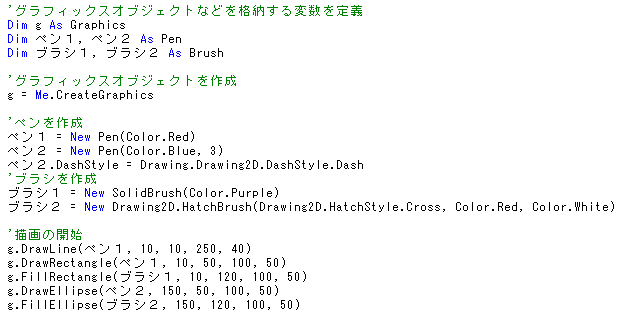 'グラフィックスオブジェクトなどを格納する変数を定義
Dim g As Graphics
Dim ペン１, ペン２ As Pen
Dim ブラシ１, ブラシ２ As Brush
'グラフィックスオブジェクトを作成
g = Me.CreateGraphics
'ペンを作成
ペン１ = New Pen(Color.Red)
ペン２ = New Pen(Color.Blue, 3)
ペン２.DashStyle = Drawing.Drawing2D.DashStyle.Dash
'ブラシを作成
ブラシ１ = New SolidBrush(Color.Purple)
ブラシ２ = New Drawing2D.HatchBrush(Drawing2D.HatchStyle.Cross, Color.Red, Color.White)
'描画の開始
g.DrawLine(ペン１, 10, 10, 250, 40)
g.DrawRectangle(ペン１, 10, 50, 100, 50)
g.FillRectangle(ブラシ１, 10, 120, 100, 50)
g.DrawEllipse(ペン２, 150, 50, 100, 50)
g.FillEllipse(ブラシ２, 150, 120, 100, 50)